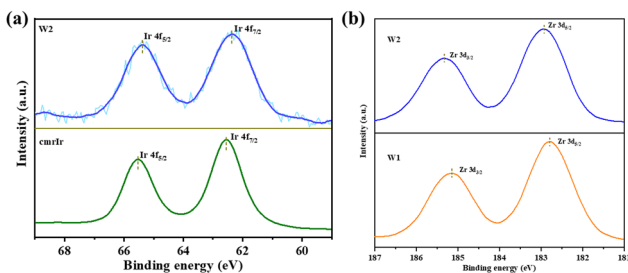 (a)
W2
Ir 4f5/2
Ir 4f7/2
cmrIr
Ir 4f5/2
Ir 4f7/2
Intensity (a.u.)
68 66 64 62 60
Binding energy (eV)
(b)
W2
Zr 3d3/2
Zr 3d5/2
W1
Zr 3d3/2
Zr 3d5/2
Intensity (a.u.)
187 186 185 184 183 182 181
Binding energy (eV)